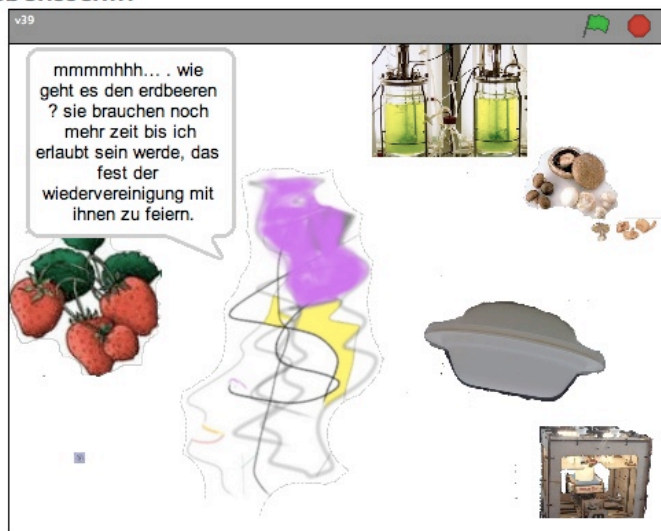 v39
mmmmhhh... . wie
geht es den erdbeeren
? sie brauchen noch
mehr zeit bis ich
erlaubt sein werde, das
fest der
wiedervereinigung mit
ihnen zu feiern.